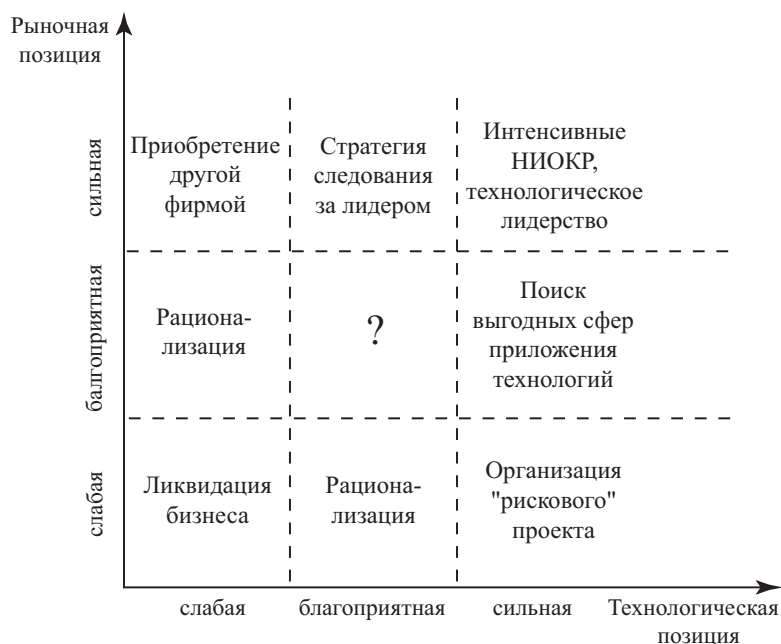 Рыночная
позиция
сильная
Приобретение
другой
фирмой
Стратегия
следования
за лидером
Интенсивные
НИОКР,
технологическое
лидерство
балгоприятная
Рациона-
лизация
?
Поиск
выгодных сфер
приложения
технологий
слабая
Ликвидация
бизнеса
Рациона-
лизация
Организация
"рискового"
проекта
слабая
благоприятная
сильная
Технологическая
позиция